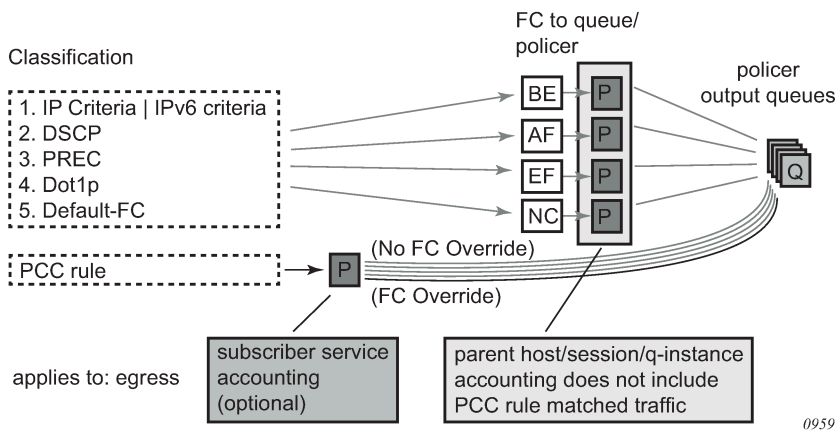 FC to queue/
policer
Classification
policer
output queues
1. IP Criteria | IPv6 criteria
2. DSCP
3. PREC
4. Dot1p
5. Default-FC
BE
P
AF
P
EF
P
NC
P
Q
PCC rule
P
(No FC Override)
(FC Override)
applies to: egress
subscriber service
accounting
(optional)
parent host/session/q-instance
accounting does not include
PCC rule matched traffic
0959